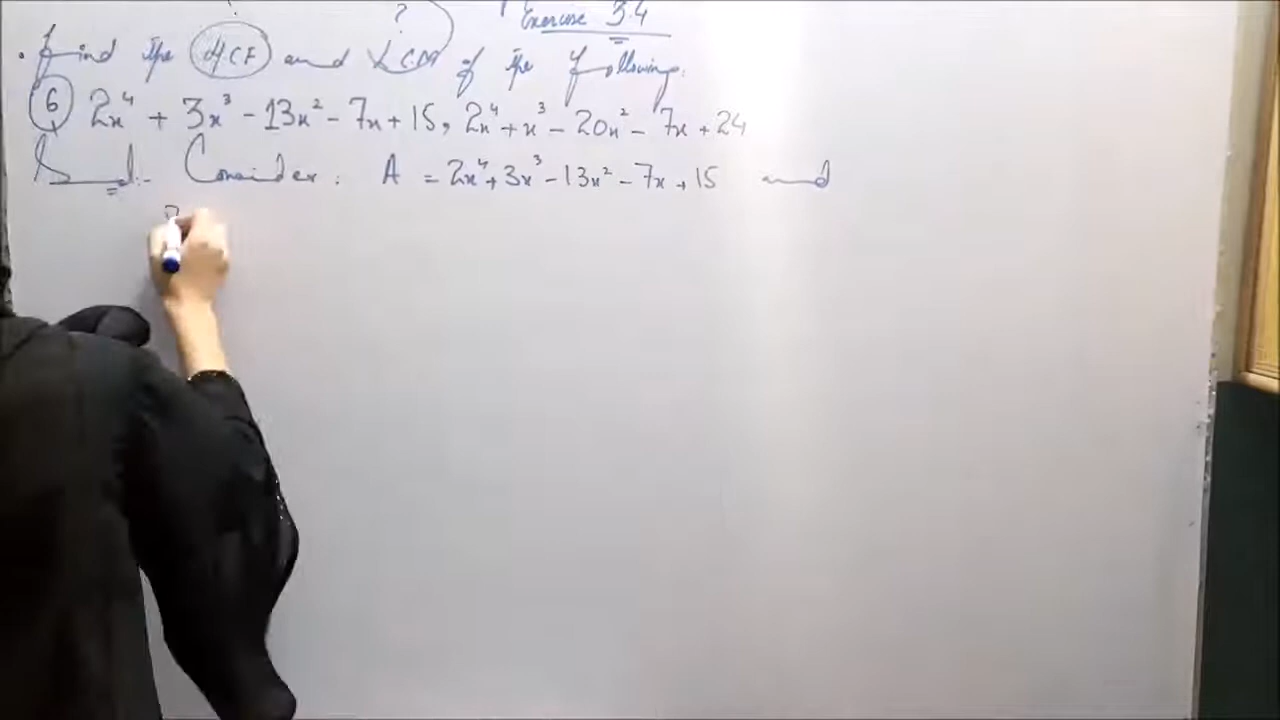 Exercise 3.4
. Find the HCF and LCM of the following.
6 2x⁴ + 3x³ - 13x² - 7x + 15, 2x⁴ + x³ - 20x² - 7x + 24
Sol:- Consider: A = 2x⁴ + 3x³ - 13x² - 7x + 15 and